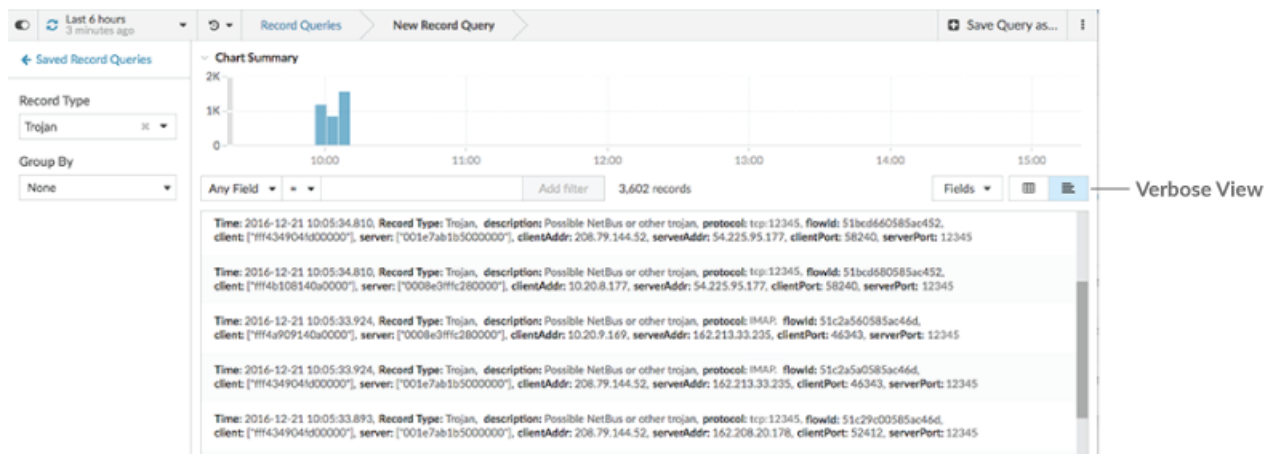 Last 6 hours
3 minutes ago
Record Queries
New Record Query
Save Query as...
Saved Record Queries
Chart Summary
2K
1K
0
10:00
11:00
12:00
13:00
14:00
15:00
Record Type
Trojan
Group By
None
Any Field
=
Add filter
3,602 records
Fields
Verbose View
Time: 2016-12-21 10:05:34.810, Record Type: Trojan, description: Possible NetBus or other trojan, protocol: tcp:12345, flowId: 51bcd660585ac452,
client: ["fff434904fd00000"], server: ["001e7ab1b5000000"], clientAddr: 208.79.144.52, serverAddr: 54.225.95.177, clientPort: 58240, serverPort: 12345
Time: 2016-12-21 10:05:34.810, Record Type: Trojan, description: Possible NetBus or other trojan, protocol: tcp:12345, flowId: 51bcd680585ac452,
client: ["fff4b108140a0000"], server: ["0008e3fffc280000"], clientAddr: 10.20.8.177, serverAddr: 54.225.95.177, clientPort: 58240, serverPort: 12345
Time: 2016-12-21 10:05:33.924, Record Type: Trojan, description: Possible NetBus or other trojan, protocol: IMAP, flowId: 51c2a560585ac46d,
client: ["fff4a909140a0000"], server: ["0008e3fffc280000"], clientAddr: 10.20.9.169, serverAddr: 162.213.33.235, clientPort: 46343, serverPort: 12345
Time: 2016-12-21 10:05:33.924, Record Type: Trojan, description: Possible NetBus or other trojan, protocol: IMAP, flowId: 51c2a5a0585ac46d,
client: ["fff434904fd00000"], server: ["001e7ab1b5000000"], clientAddr: 208.79.144.52, serverAddr: 162.213.33.235, clientPort: 46343, serverPort: 12345
Time: 2016-12-21 10:05:33.893, Record Type: Trojan, description: Possible NetBus or other trojan, protocol: tcp:12345, flowId: 51c29c00585ac46d,
client: ["fff434904fd00000"], server: ["001e7ab1b5000000"], clientAddr: 208.79.144.52, serverAddr: 162.208.20.178, clientPort: 52412, serverPort: 12345